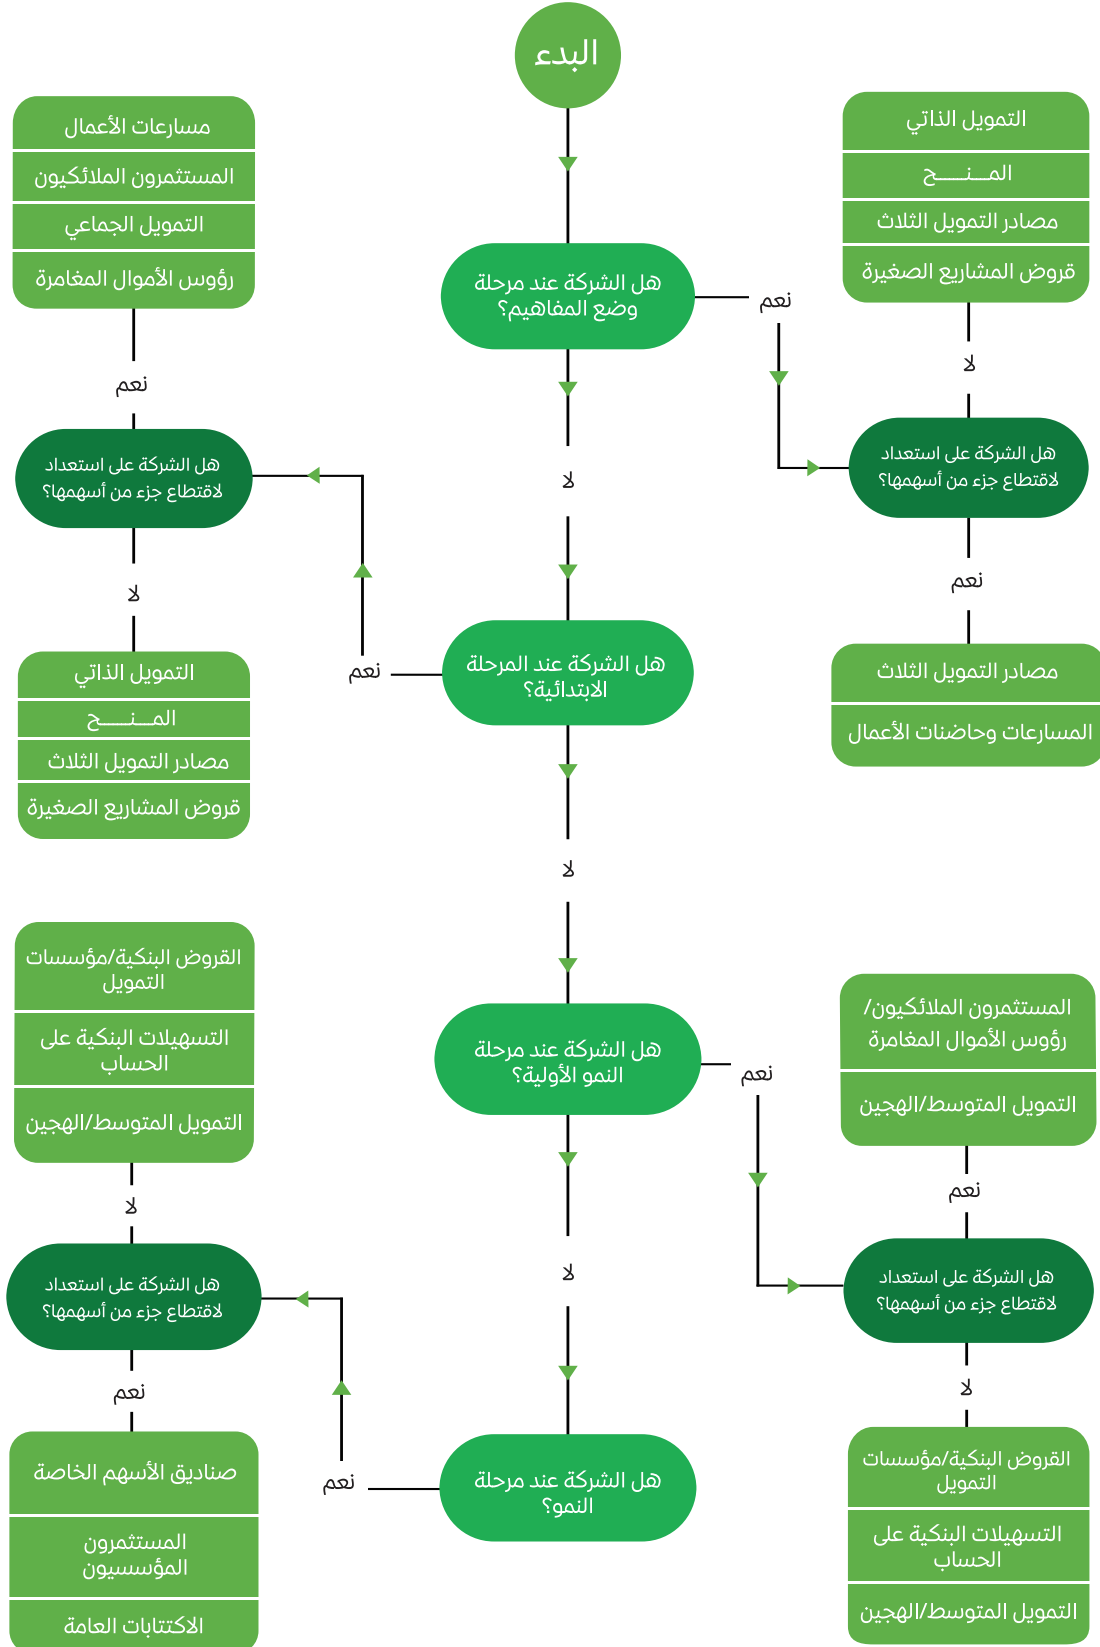 البدء
هل الشركة عند مرحلة
وضع المفاهيم؟
نعم
التمويل الذاتي
المـــنــــــح
مصادر التمويل الثلاث
قروض المشاريع الصغيرة
لا
هل الشركة على استعداد
لاقتطاع جزء من أسهمها؟
نعم
مصادر التمويل الثلاث
المسارعات وحاضنات الأعمال
لا
هل الشركة عند المرحلة
الابتدائية؟
نعم
مسارعات الأعمال
المستثمرون الملائكيون
التمويل الجماعي
رؤوس الأموال المغامرة
نعم
هل الشركة على استعداد
لاقتطاع جزء من أسهمها؟
لا
التمويل الذاتي
المـــنــــــح
مصادر التمويل الثلاث
قروض المشاريع الصغيرة
لا
هل الشركة عند مرحلة
النمو الأولية؟
نعم
المستثمرون الملائكيون/
رؤوس الأموال المغامرة
التمويل المتوسط/الهجين
نعم
هل الشركة على استعداد
لاقتطاع جزء من أسهمها؟
لا
القروض البنكية/مؤسسات
التمويل
التسهيلات البنكية على
الحساب
التمويل المتوسط/الهجين
لا
هل الشركة عند مرحلة
النمو؟
نعم
القروض البنكية/مؤسسات
التمويل
التسهيلات البنكية على
الحساب
التمويل المتوسط/الهجين
لا
هل الشركة على استعداد
لاقتطاع جزء من أسهمها؟
نعم
صناديق الأسهم الخاصة
المستثمرون
المؤسسيون
الاكتتابات العامة